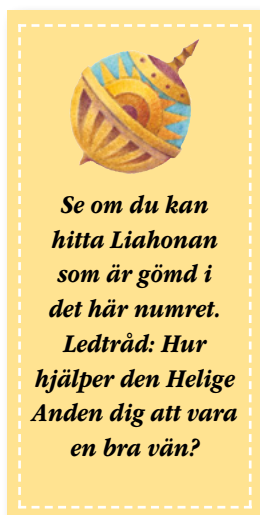 Se om du kan
hitta Liahonan
som är gömd i
det här numret.
Ledtråd: Hur
hjälper den Helige
Anden dig att vara
en bra vän?